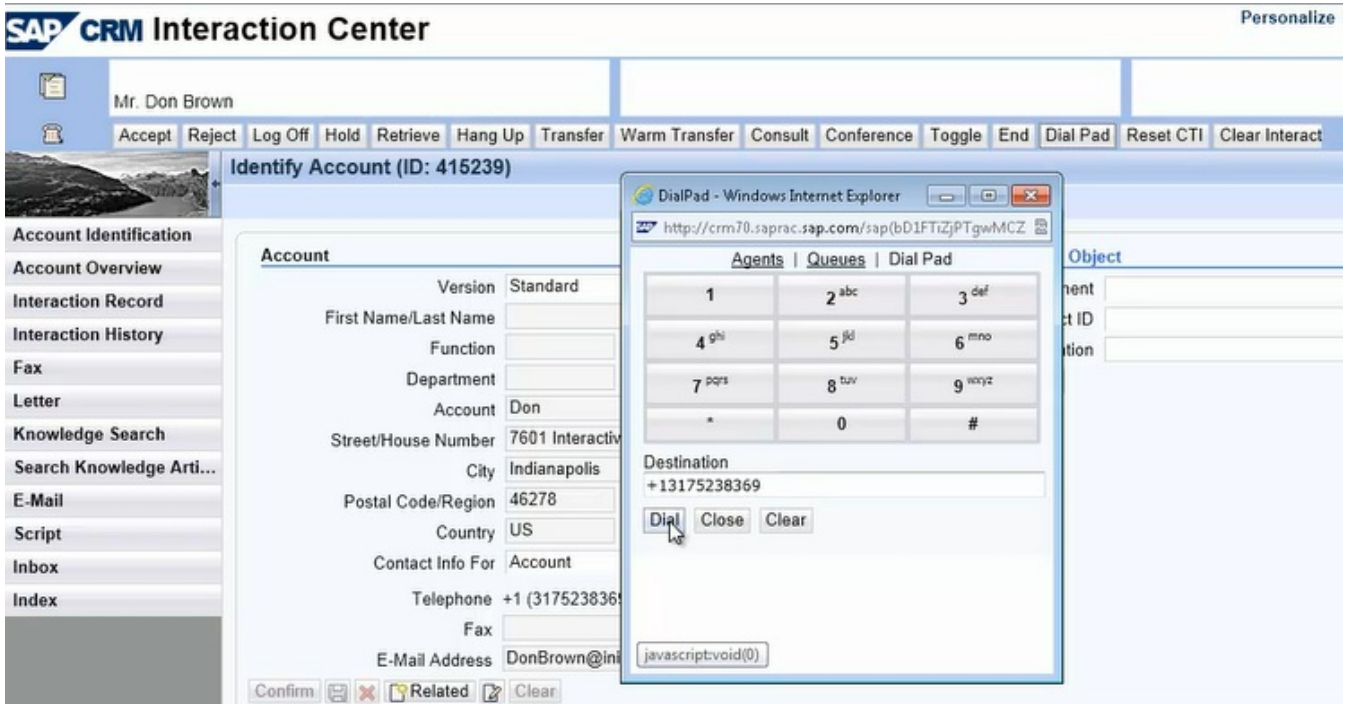 Personalize
SAP CRM Interaction Center
Mr. Don Brown
Accept Reject Log Off Hold Retrieve Hang Up Transfer Warm Transfer Consult Conference Toggle End Dial Pad Reset CTI Clear Interact
Identify Account (ID: 415239)
Account Identification
Account Overview
Interaction Record
Interaction History
Fax
Letter
Knowledge Search
Search Knowledge Arti...
E-Mail
Script
Inbox
Index
Account
Version Standard
First Name/Last Name
Function
Department
Account Don
Street/House Number 7601 Interactiv
City Indianapolis
Postal Code/Region 46278
Country US
Contact Info For Account
Telephone +1 (317523836
Fax
E-Mail Address DonBrown@ini
Confirm Related Clear
DialPad - Windows Internet Explorer
SAP http://crm70.saprac.sap.com/sap(bD1FTiZjPTgwMCZ
Agents | Queues | Dial Pad
1 2 abc 3 def
4 ghi 5 jkl 6 mno
7 pqrs 8 tuv 9 wxyz
* 0 #
Destination
+13175238369
Dial Close Clear
javascript:void(0)
Object
ment
ct ID
ition